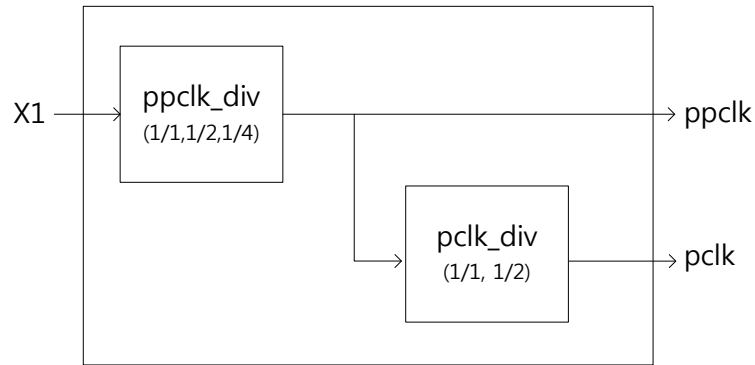 X1
ppclk_div
(1/1,1/2,1/4)
ppclk
pclk_div
(1/1, 1/2)
pclk